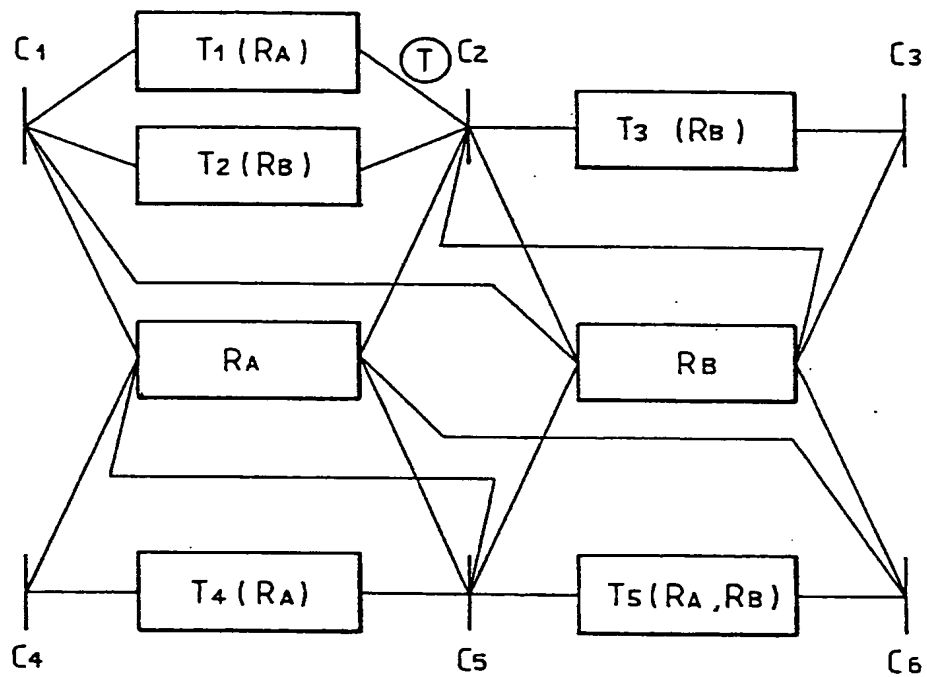 C1
T1 (RA)
T
C2
C3
T2 (RB)
T3 (RB)
RA
RB
T4 (RA)
T5 (RA, RB)
C4
C5
C6